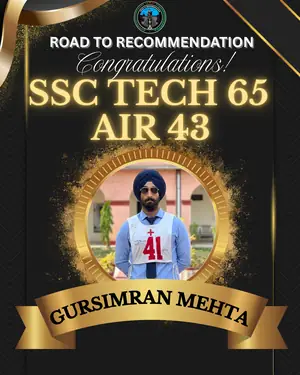 ROAD TO RECOMMENDATION
Congratulations!
SSC TECH 65
AIR 43
41
GURSIMRAN MEHTA